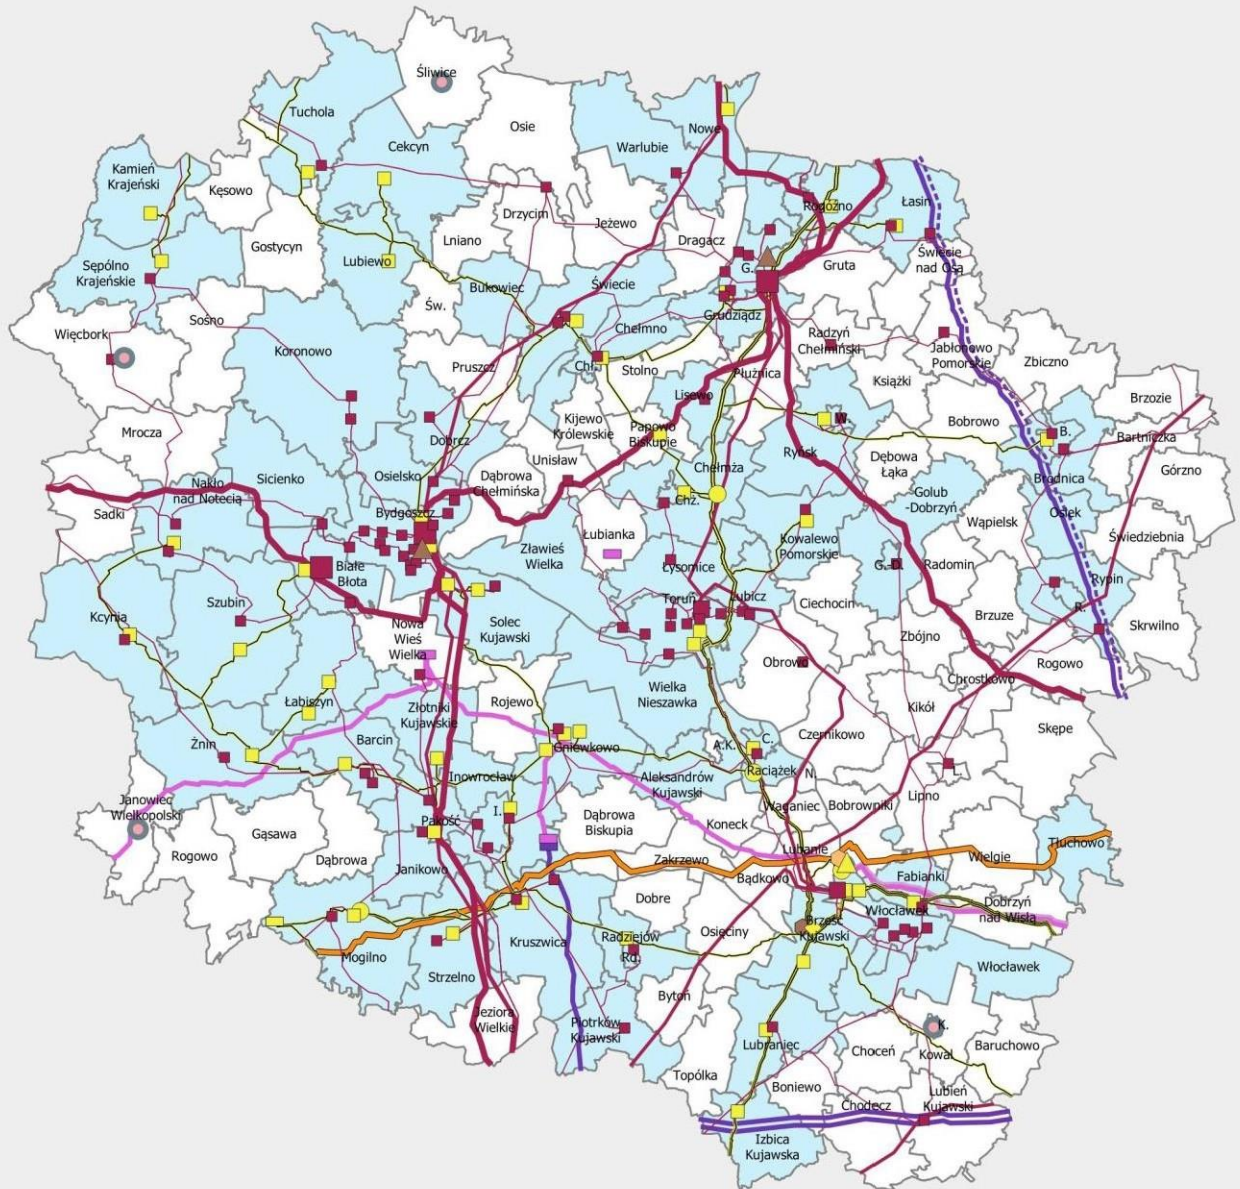 Śliwice
Tuchola
Osie
Nowe
Cekcyn
Warlubie
Kamień
Krajeński
Kęsowo
Rogóźno
Łasin
Drzycim
Jeżewo
Gostycyn
Lniano
Dragacz
Świecie
nad Osą
Lubiewo
Sępólno
Krajeńskie
G.
Gruta
Bukowiec
Świecie
Św.
Sośno
Grudziądz
Więcbork
Chełmno
Radzyń
Chełmiński
Koronowo
Jabłonowo
Pomorskie
Zbiczno
Pruszcz
Chł.
Stolno
Płużnica
Książki
Lisewo
Brzozie
Mrocza
Kijewo
Królewskie
Papowo
Biskupie
W.
Bobrowo
B.
Bartniczka
Dobrcz
Ryńsk
Unisław
Dębowa
Łąka
Górzno
Sicienko
Osielsko
Dąbrowa
Chełmińska
Chełmża
Brodnica
Nakło
nad Notecią
Golub
-Dobrzyń
Chż.
Sadki
Bydgoszcz
Osiek
Wąpielsk
Łubianka
Kowalewo
Pomorskie
Świedziebnia
Zławieś
Wielka
Białe
Błota
Łysomice
G.-D.
Radomin
Rypin
Szubin
Toruń
Lubicz
Ciechocin
R.
Kcynia
Brzuze
Nowa
Wieś
Wielka
Solec
Kujawski
Zbójno
Skrwilno
Obrowo
Rogowo
Chrostkowo
Wielka
Nieszawka
Łabiszyn
Złotniki
Kujawskie
Rojewo
Kikół
Skępe
Czernikowo
Żnin
Barcin
Gniewkowo
A.K.
C.
Raciążek
N.
L.
Inowrocław
Aleksandrów
Kujawski
Lipno
Janowiec
Wielkopolski
I.
Waganiec
Bobrowniki
Pakość
Dąbrowa
Biskupia
Koneck
Gąsawa
Tłuchowo
Rogowo
Dąbrowa
Janikowo
Zakrzewo
Lubanie
Wielgie
Bądkowo
Fabianki
Dobre
Dobrzyń
nad Wisłą
Włocławek
Brześć
Kujawski
Osięciny
Kruszwica
Radziejów
Rd.
Mogilno
Włocławek
Strzelno
Bytoń
Jeziora
Wielkie
Piotrków
Kujawski
K.
Lubraniec
Choceń
Kowal
Baruchowo
Topólka
Boniewo
Lubień
Kujawski
Chodecz
Izbica
Kujawska